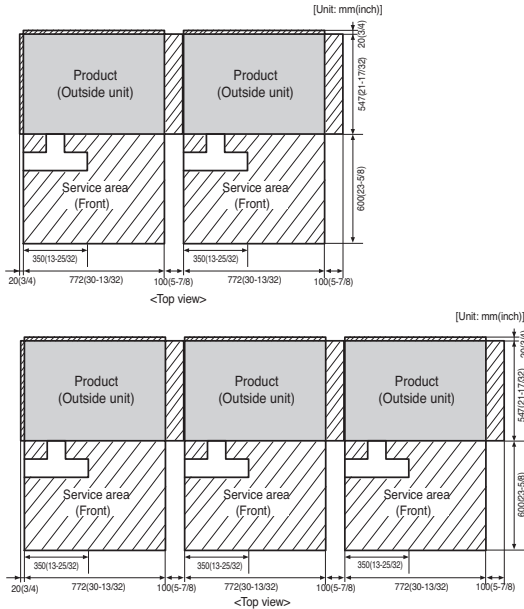 [Unit: mm(inch)]
20(3/4)
Product
(Outside unit)
Product
(Outside unit)
547(21-17/32)
Service area
(Front)
Service area
(Front)
600(23-5/8)
350(13-25/32)
350(13-25/32)
20(3/4)
772(30-13/32)
100(5-7/8)
772(30-13/32)
100(5-7/8)
<Top view>
[Unit: mm(inch)]
20(3/4)
Product
(Outside unit)
Product
(Outside unit)
Product
(Outside unit)
547(21-17/32)
Service area
(Front)
Service area
(Front)
Service area
(Front)
600(23-5/8)
350(13-25/32)
350(13-25/32)
350(13-25/32)
20(3/4)
772(30-13/32)
100(5-7/8)
772(30-13/32)
100(5-7/8)
772(30-13/32)
100(5-7/8)
<Top view>